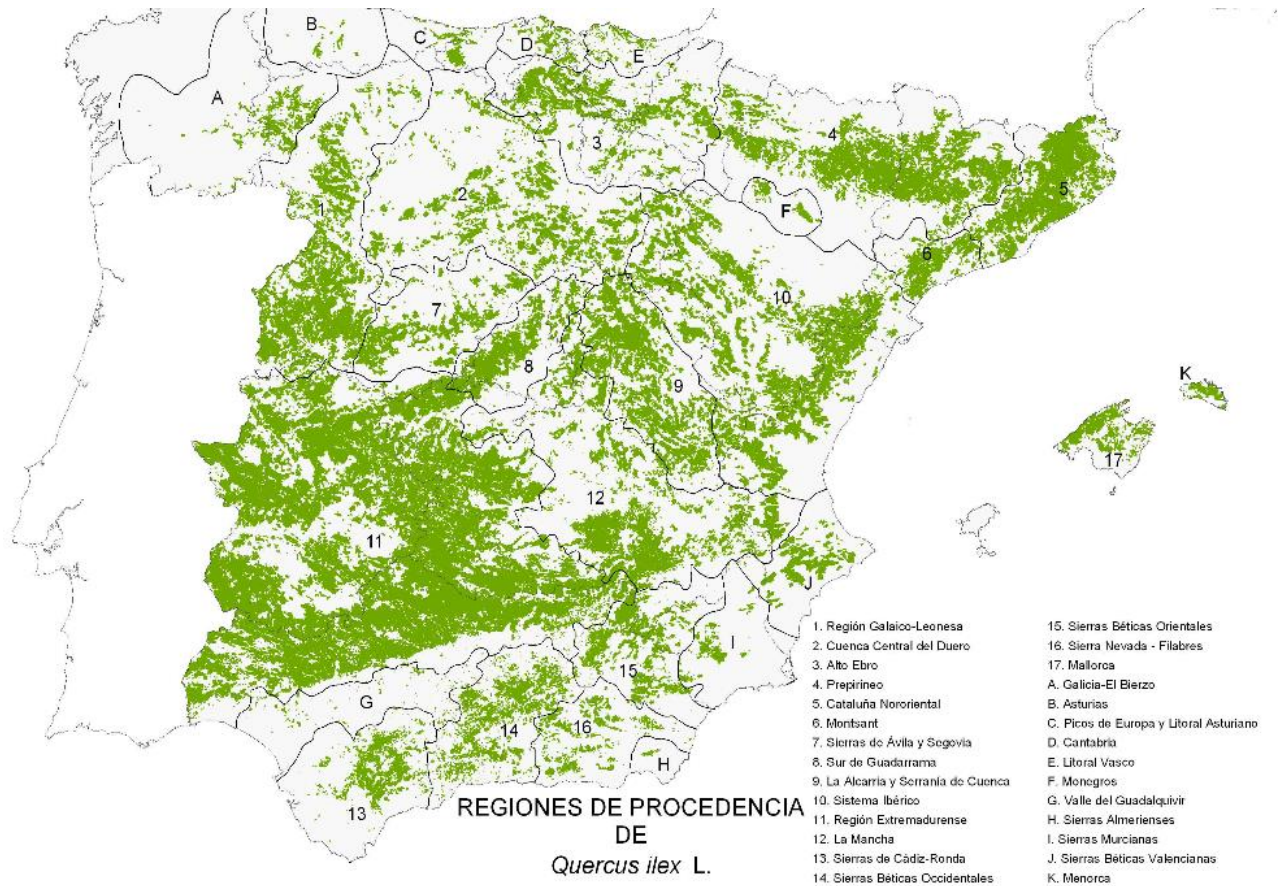 B
C
D
E
A
4
3
5
2
F
1
6
7
10
8
9
K
17
12
11
J
I
15
G
14
16
H
13
REGIONES DE PROCEDENCIA
DE
Quercus ilex L.
1. Región Galaico-Leonesa
2. Cuenca Central del Duero
3. Alto Ebro
4. Prepirineo
5. Cataluña Nororiental
6. Montsant
7. Sierras de Ávila y Segovia
8. Sur de Guadarrama
9. La Alcarria y Serranía de Cuenca
10. Sistema Ibérico
11. Región Extremadurense
12. La Mancha
13. Sierras de Cádiz-Ronda
14. Sierras Béticas Occidentales
15. Sierras Béticas Orientales
16. Sierra Nevada - Filabres
17. Mallorca
A. Galicia-El Bierzo
B. Asturias
C. Picos de Europa y Litoral Asturiano
D. Cantabria
E. Litoral Vasco
F. Monegros
G. Valle del Guadalquivir
H. Sierras Almerienses
I. Sierras Murcianas
J. Sierras Béticas Valencianas
K. Menorca